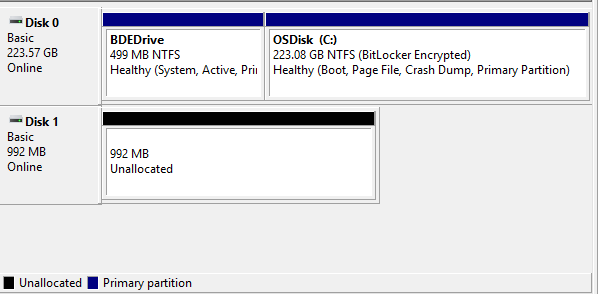 Disk 0
Basic
223.57 GB
Online
BDEDrive
499 MB NTFS
Healthy (System, Active, Pri
OSDisk (C:)
223.08 GB NTFS (BitLocker Encrypted)
Healthy (Boot, Page File, Crash Dump, Primary Partition)
Disk 1
Basic
992 MB
Online
992 MB
Unallocated
Unallocated Primary partition